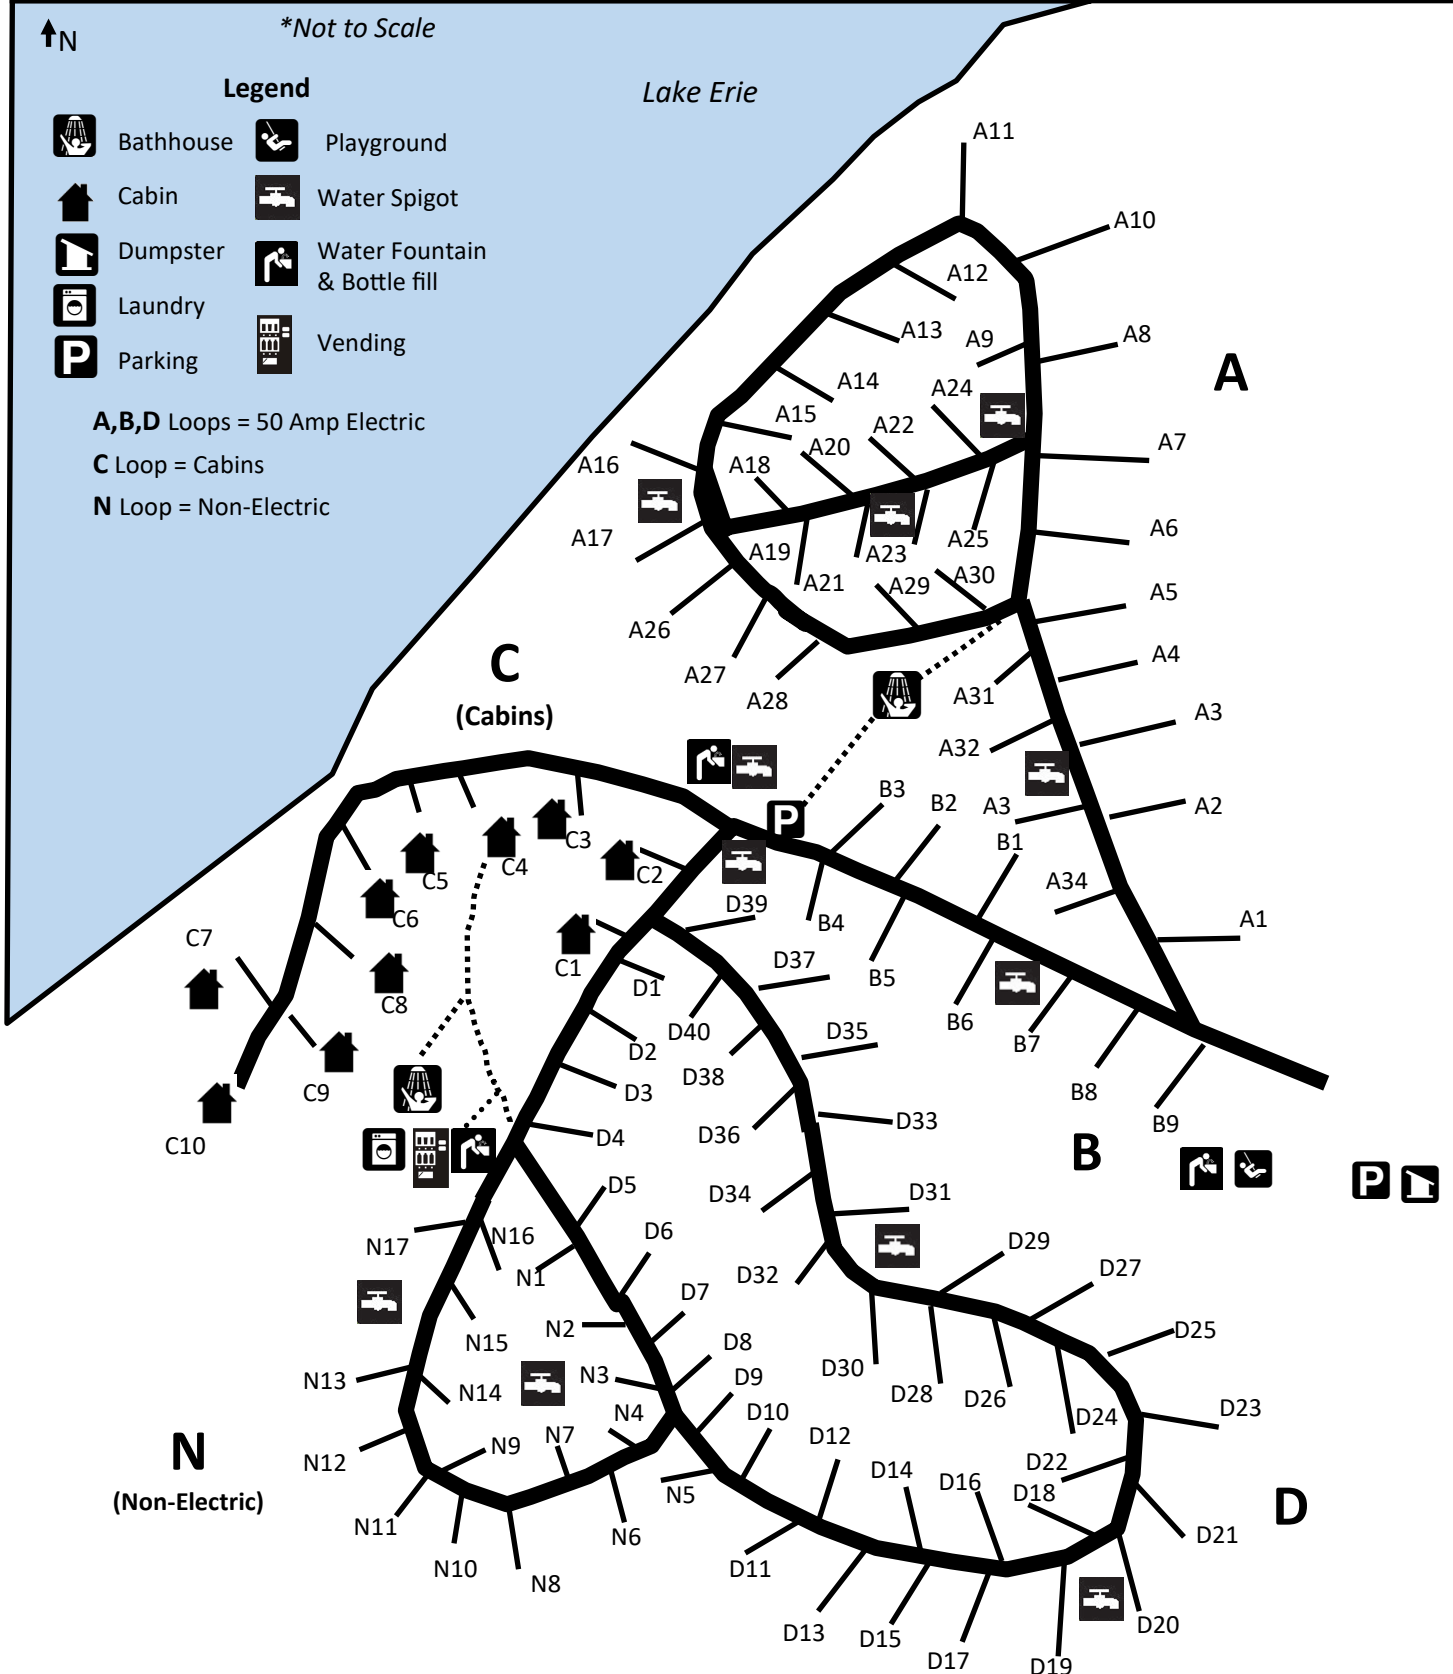 N
*Not to Scale
Lake Erie
Legend
Bathhouse
Playground
Cabin
Water Spigot
Dumpster
Water Fountain
& Bottle fill
Laundry
Vending
P
Parking
A,B,D Loops = 50 Amp Electric
C Loop = Cabins
N Loop = Non-Electric
A11
A10
A12
A13
A9
A8
A
A14
A24
A15
A22
A20
A7
A16
A18
A17
A19
A23
A25
A6
A21
A29
A30
A5
A26
A4
A27
A28
A31
A3
A32
C
(Cabins)
P
B3
B2
A3
A2
B1
C3
C4
C2
C5
A34
C6
D39
B4
A1
C7
C1
D1
D37
B5
C8
D40
D35
B6
D2
B7
D38
C9
D3
B8
D33
B9
C10
D4
D36
B
P
D5
D34
D31
N16
D6
N17
N1
D32
D29
D27
D7
N2
N15
D8
D25
N3
D9
D30
N13
N14
D28
D26
D24
D23
N4
D10
N
(Non-Electric)
N9
N7
D12
N12
D22
D14
D16
D18
N5
D
N11
N6
D21
N10
D11
N8
D13
D15
D20
D17
D19